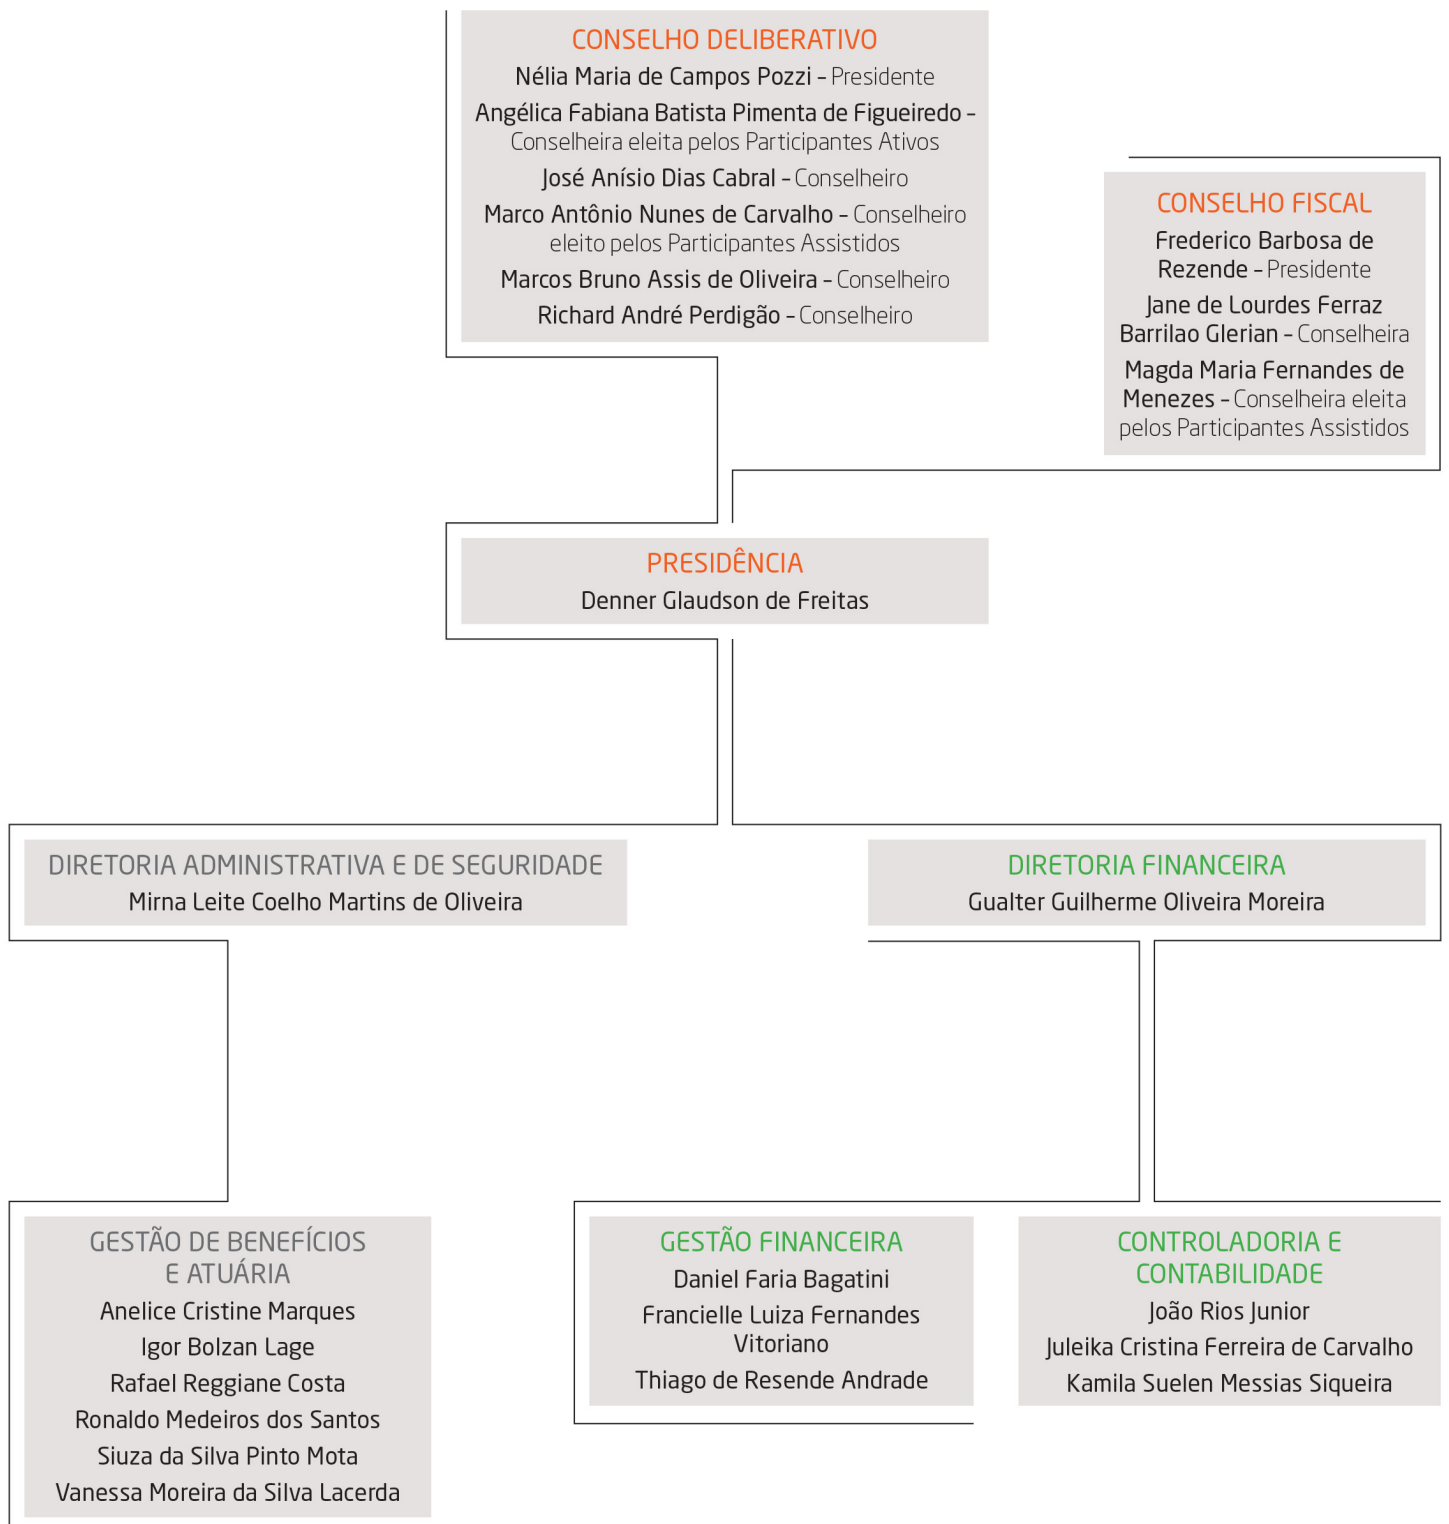 CONSELHO DELIBERATIVO
Nélia Maria de Campos Pozzi – Presidente
Angélica Fabiana Batista Pimenta de Figueiredo –
Conselheira eleita pelos Participantes Ativos
José Anísio Dias Cabral – Conselheiro
Marco Antônio Nunes de Carvalho – Conselheiro
eleito pelos Participantes Assistidos
Marcos Bruno Assis de Oliveira – Conselheiro
Richard André Perdigão – Conselheiro
CONSELHO FISCAL
Frederico Barbosa de
Rezende – Presidente
Jane de Lourdes Ferraz
Barrilao Glerian – Conselheira
Magda Maria Fernandes de
Menezes – Conselheira eleita
pelos Participantes Assistidos
PRESIDÊNCIA
Denner Glaudson de Freitas
DIRETORIA ADMINISTRATIVA E DE SEGURIDADE
Mirna Leite Coelho Martins de Oliveira
DIRETORIA FINANCEIRA
Gualter Guilherme Oliveira Moreira
GESTÃO DE BENEFÍCIOS
E ATUÁRIA
Anelice Cristine Marques
Igor Bolzan Lage
Rafael Reggiane Costa
Ronaldo Medeiros dos Santos
Siuza da Silva Pinto Mota
Vanessa Moreira da Silva Lacerda
GESTÃO FINANCEIRA
Daniel Faria Bagatini
Francielle Luiza Fernandes
Vitoriano
Thiago de Resende Andrade
CONTROLADORIA E
CONTABILIDADE
João Rios Junior
Juleika Cristina Ferreira de Carvalho
Kamila Suelen Messias Siqueira